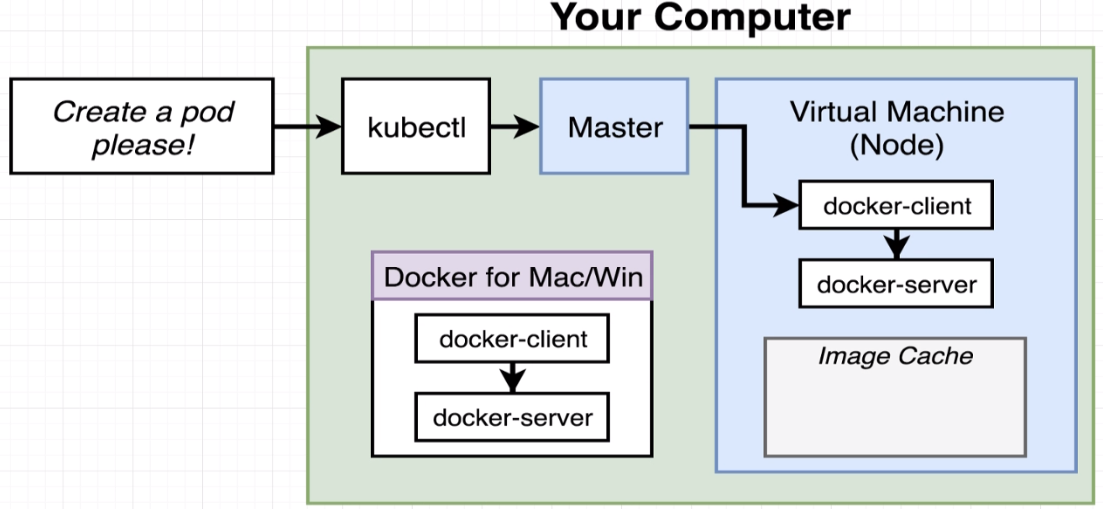 Your Computer
Create a pod
please!
kubectl
Master
Virtual Machine
(Node)
docker-client
docker-server
Image Cache
Docker for Mac/Win
docker-client
docker-server